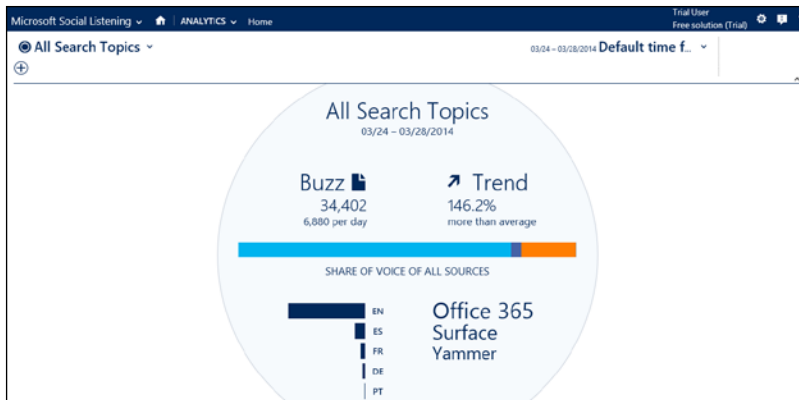 Microsoft Social Listening ANALYTICS Home
Trial User
Free solution (Trial)
All Search Topics
03/24 – 03/28/2014 Default time f...
All Search Topics
03/24 – 03/28/2014
Buzz Trend
34,402 146.2%
6,880 per day more than average
SHARE OF VOICE OF ALL SOURCES
EN
ES
FR
DE
PT
Office 365
Surface
Yammer